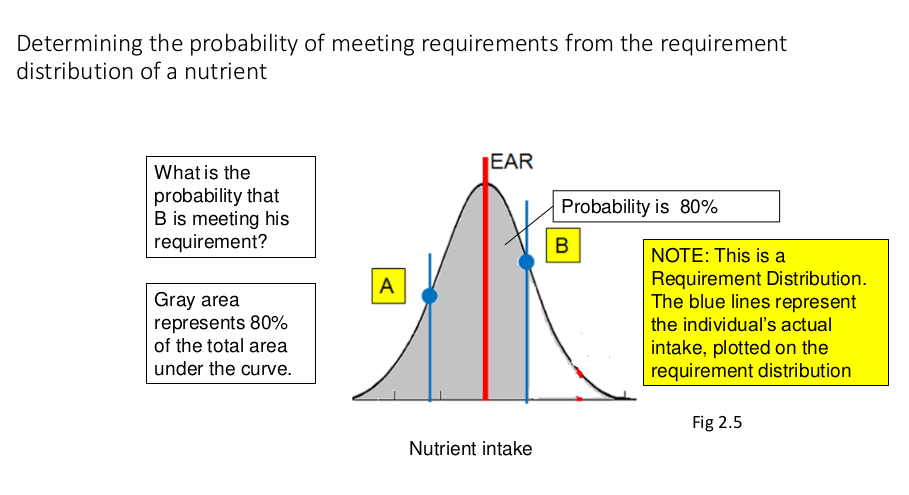 Determining the probability of meeting requirements from the requirement
distribution of a nutrient
What is the
probability that
B is meeting his
requirement?
Gray area
represents 80%
of the total area
under the curve.
EAR
Probability is  80%
A
B
NOTE: This is a
Requirement Distribution.
The blue lines represent
the individual’s actual
intake, plotted on the
requirement distribution
Fig 2.5
Nutrient intake